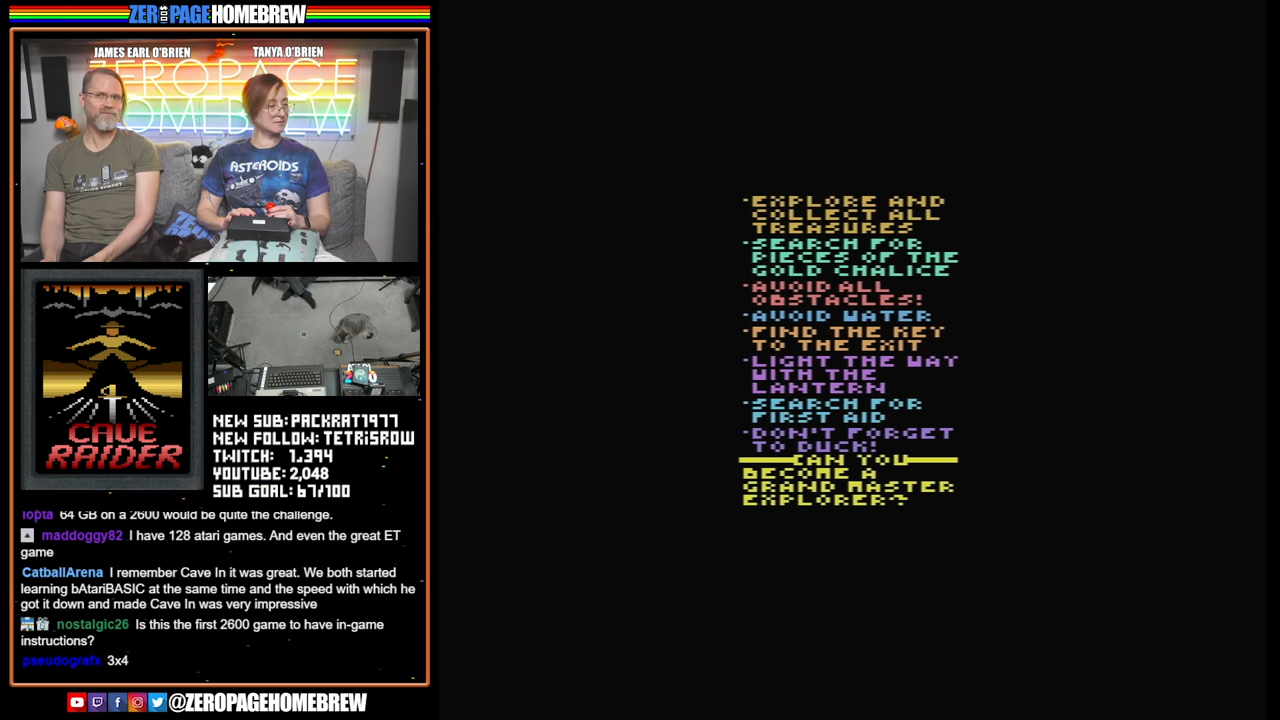 ZEROPAGE HOMEBREW
JAMES EARL O'BRIEN
TANYA O'BRIEN
ZEROPAGE
HOMEBREW
ASTEROIDS
CAVE
RAIDER
NEW SUB: PACKRAT1977
NEW FOLLOW: TETRISROW
TWITCH: 1,394
YOUTUBE: 2,048
SUB GOAL: 67/100
64 GB on a 2600 would be quite the challenge.
maddoggy82 I have 128 atari games. And even the great ET
game
CatballArena I remember Cave In it was great. We both started
learning bAtariBASIC at the same time and the speed with which he
got it down and made Cave In was very impressive
nostalgic26 Is this the first 2600 game to have in-game
instructions?
pseudografx 3x4
@ZEROPAGEHOMEBREW
·EXPLORE AND
COLLECT ALL
TREASURES
·SEARCH FOR
PIECES OF THE
GOLD CHALICE
·AVOID ALL
OBSTACLES!
·AVOID WATER
·FIND THE KEY
TO THE EXIT
·LIGHT THE WAY
WITH THE
LANTERN
·SEARCH FOR
FIRST AID
·DON'T FORGET
TO DUCK!
CAN YOU
BECOME A
GRAND MASTER
EXPLORER?